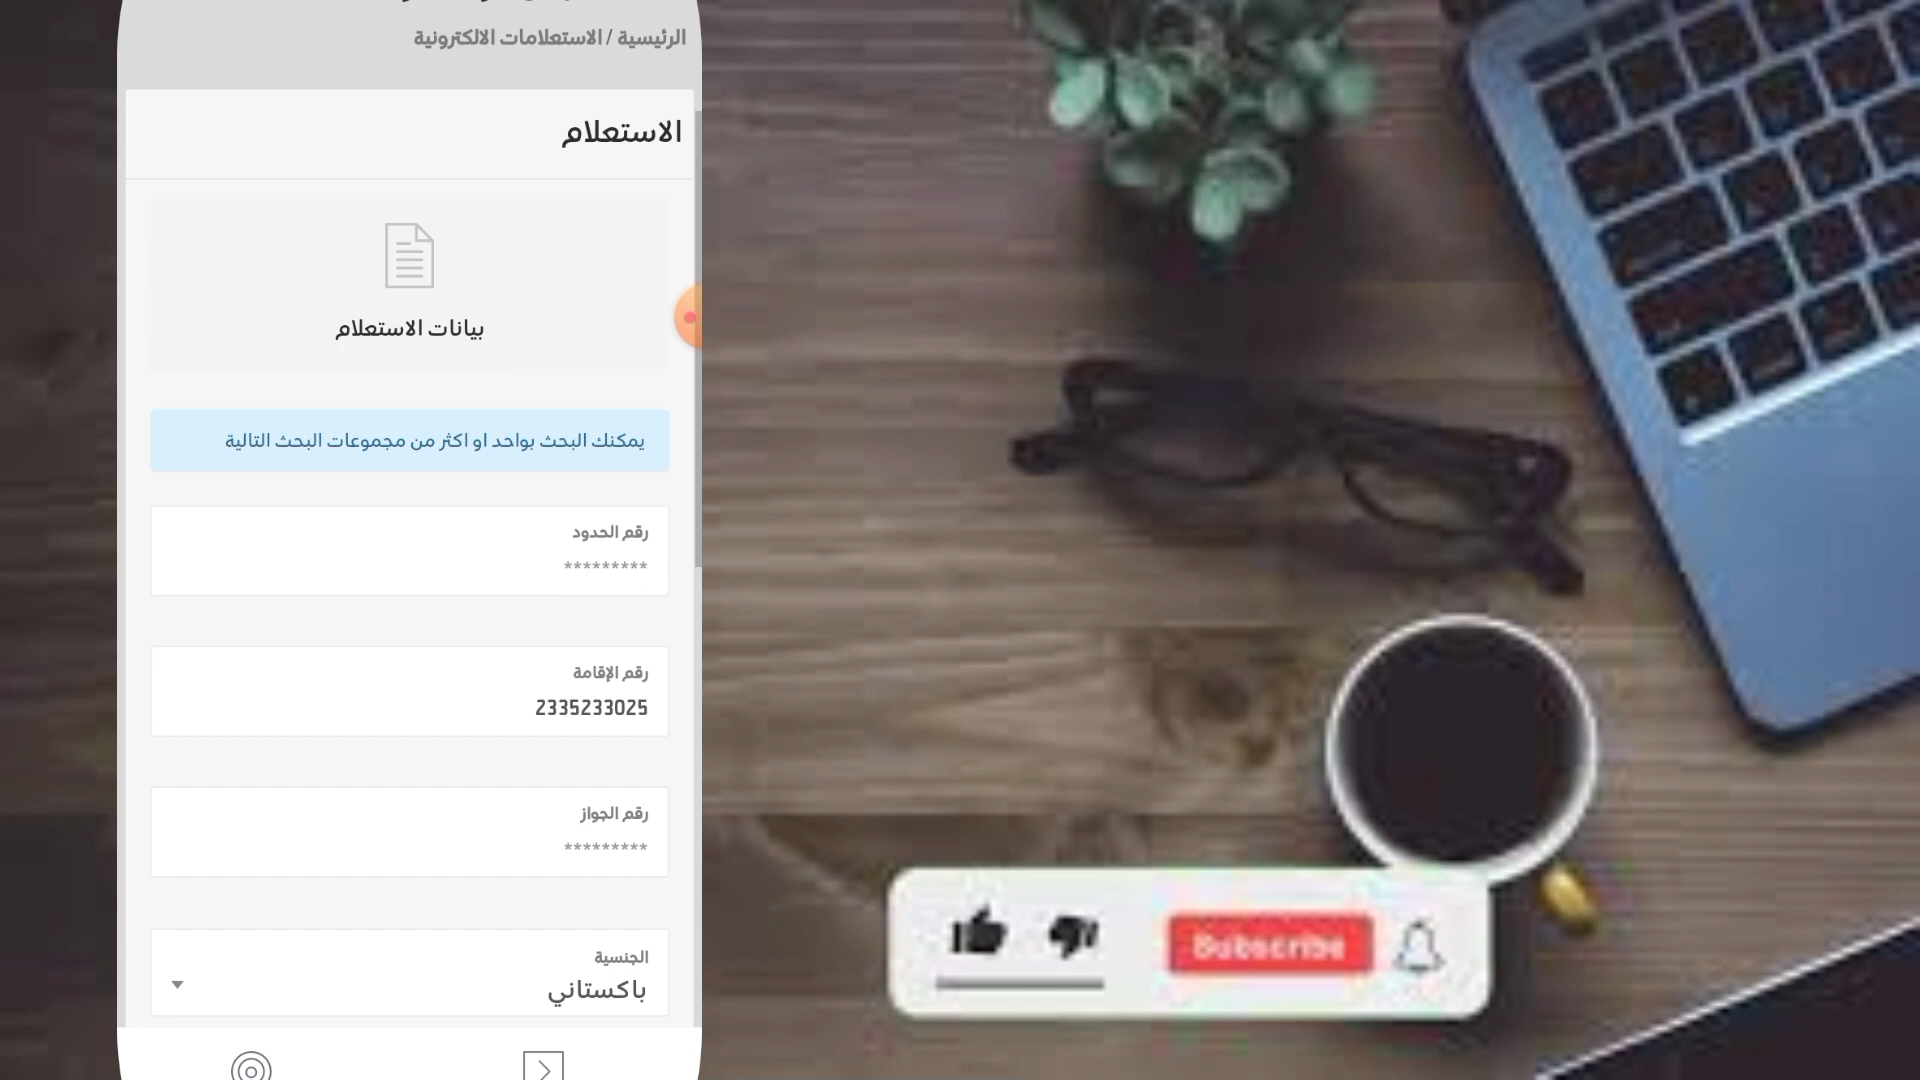 الرئيسية / الاستعلامات الالكترونية
الاستعلام
بيانات الاستعلام
يمكنك البحث بواحد او اكثر من مجموعات البحث التالية
رقم الحدود
*********
رقم الإقامة
2335233025
رقم الجواز
*********
الجنسية
باكستاني
Subscribe